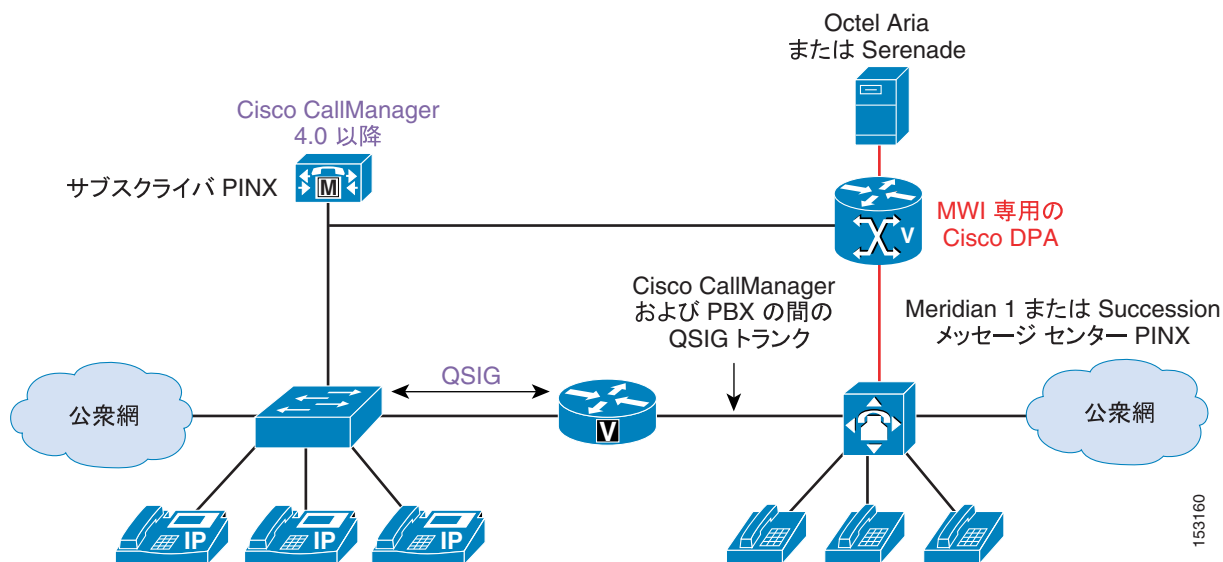 Octel Aria
または Serenade
Cisco CallManager
4.0 以降
サブスクライバ PINX
M
V
MWI 専用の
Cisco DPA
Cisco CallManager
および PBX の間の
QSIG トランク
Meridian 1 または Succession
メッセージ センター PINX
QSIG
公衆網
V
公衆網
IP
IP
IP
153160